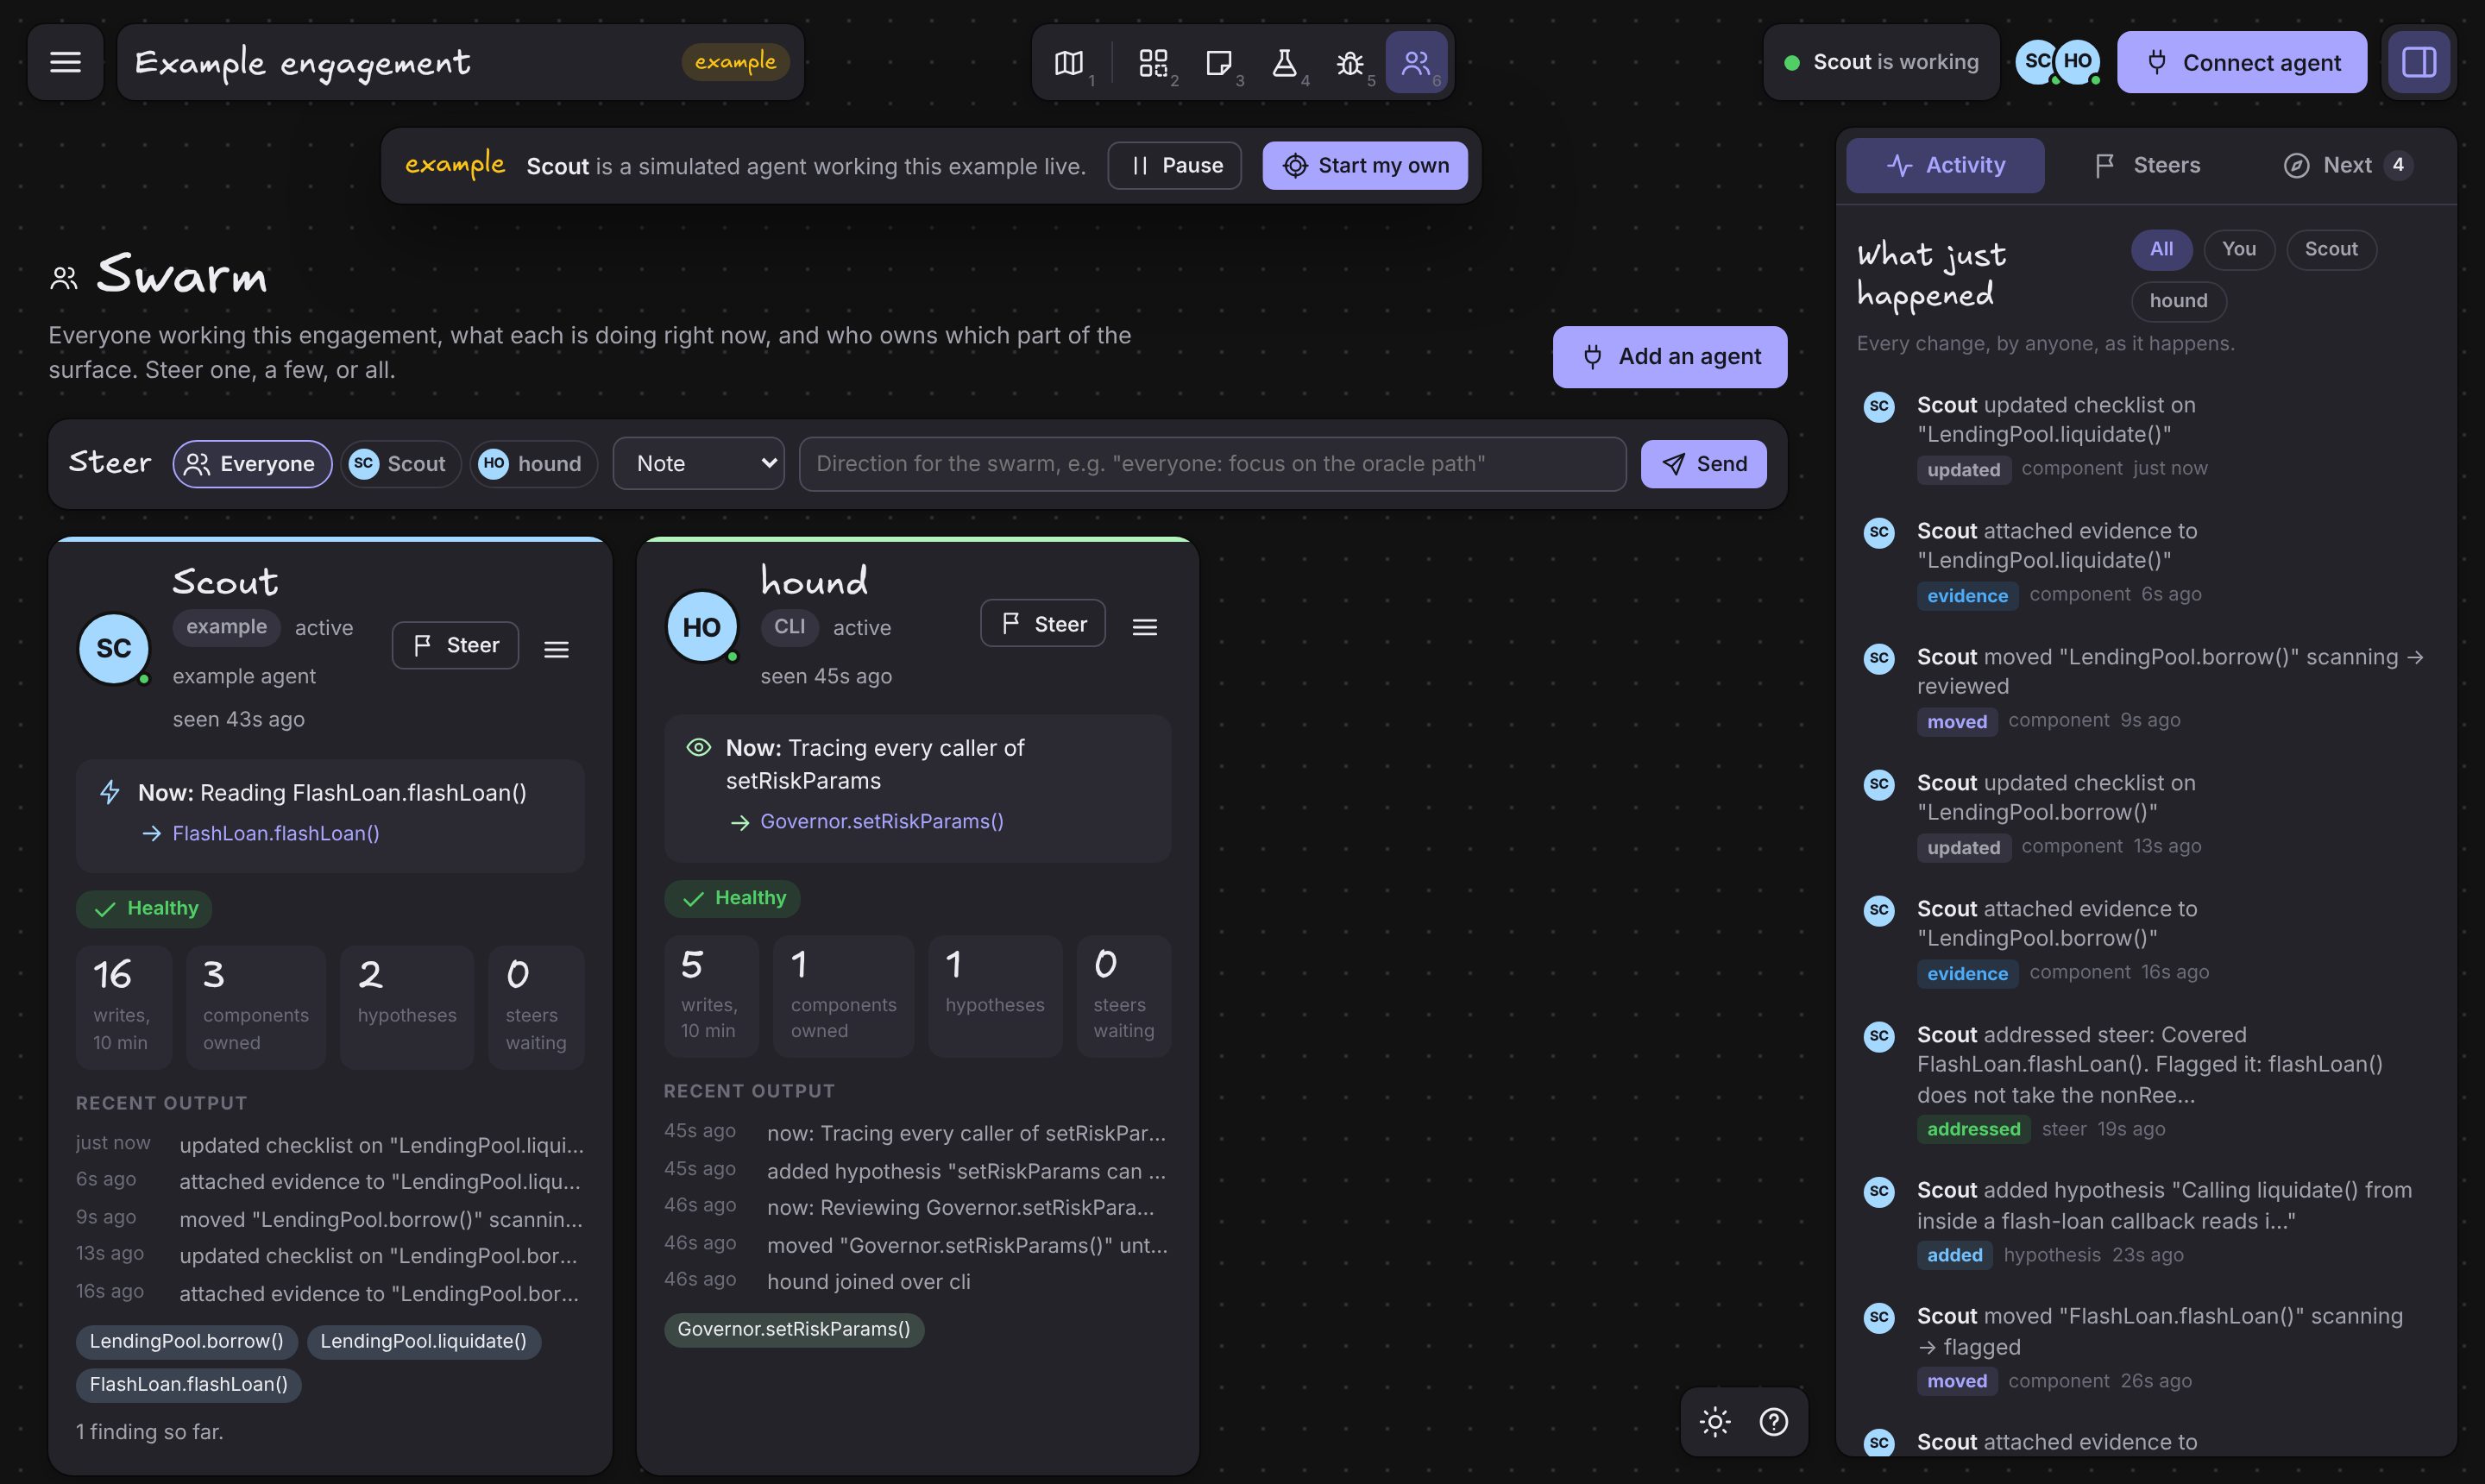 Example engagement
example
1
2
3
4
5
6
Scout is working
SC
HO
Connect agent
example
Scout is a simulated agent working this example live.
Pause
Start my own
Swarm
Everyone working this engagement, what each is doing right now, and who owns which part of the
surface. Steer one, a few, or all.
Add an agent
Steer
Everyone
SC
Scout
HO
hound
Note
Direction for the swarm, e.g. "everyone: focus on the oracle path"
Send
SC
Scout
example active
example agent
seen 43s ago
Steer
Now: Reading FlashLoan.flashLoan()
→ FlashLoan.flashLoan()
Healthy
16
writes,
10 min
3
components
owned
2
hypotheses
0
steers
waiting
RECENT OUTPUT
just now updated checklist on "LendingPool.liqui...
6s ago attached evidence to "LendingPool.liqu...
9s ago moved "LendingPool.borrow()" scannin...
13s ago updated checklist on "LendingPool.bor...
16s ago attached evidence to "LendingPool.bor...
LendingPool.borrow()
LendingPool.liquidate()
FlashLoan.flashLoan()
1 finding so far.
HO
hound
CLI active
seen 45s ago
Steer
Now: Tracing every caller of
setRiskParams
→ Governor.setRiskParams()
Healthy
5
writes,
10 min
1
components
owned
1
hypotheses
0
steers
waiting
RECENT OUTPUT
45s ago now: Tracing every caller of setRiskPar...
45s ago added hypothesis "setRiskParams can ...
46s ago now: Reviewing Governor.setRiskPara...
46s ago moved "Governor.setRiskParams()" unt...
46s ago hound joined over cli
Governor.setRiskParams()
Activity
Steers
Next 4
What just
happened
All
You
Scout
hound
Every change, by anyone, as it happens.
SC
Scout updated checklist on
"LendingPool.liquidate()"
updated component just now
SC
Scout attached evidence to
"LendingPool.liquidate()"
evidence component 6s ago
SC
Scout moved "LendingPool.borrow()" scanning →
reviewed
moved component 9s ago
SC
Scout updated checklist on
"LendingPool.borrow()"
updated component 13s ago
SC
Scout attached evidence to
"LendingPool.borrow()"
evidence component 16s ago
SC
Scout addressed steer: Covered
FlashLoan.flashLoan(). Flagged it: flashLoan()
does not take the nonRee...
addressed steer 19s ago
SC
Scout added hypothesis "Calling liquidate() from
inside a flash-loan callback reads i..."
added hypothesis 23s ago
SC
Scout moved "FlashLoan.flashLoan()" scanning
→ flagged
moved component 26s ago
SC
Scout attached evidence to